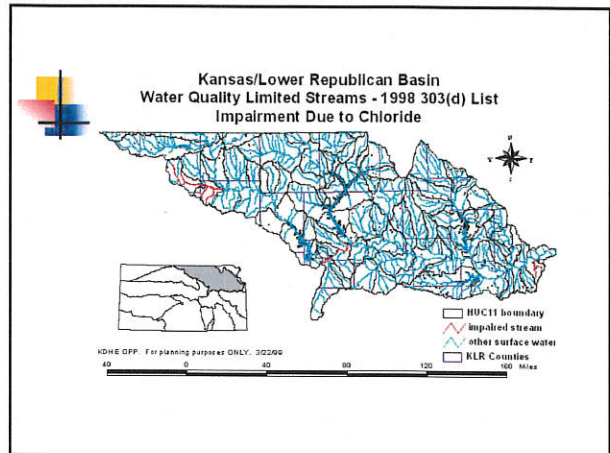 Kansas/Lower Republican Basin
Water Quality Limited Streams - 1998 303(d) List
Impairment Due to Chloride
N
W E
S
HUC11 boundary
impaired stream
other surface water
KLR Counties
KDHE OPP. For planning purposes ONLY. 3/22/99
40 0 40 80 120 160 Miles